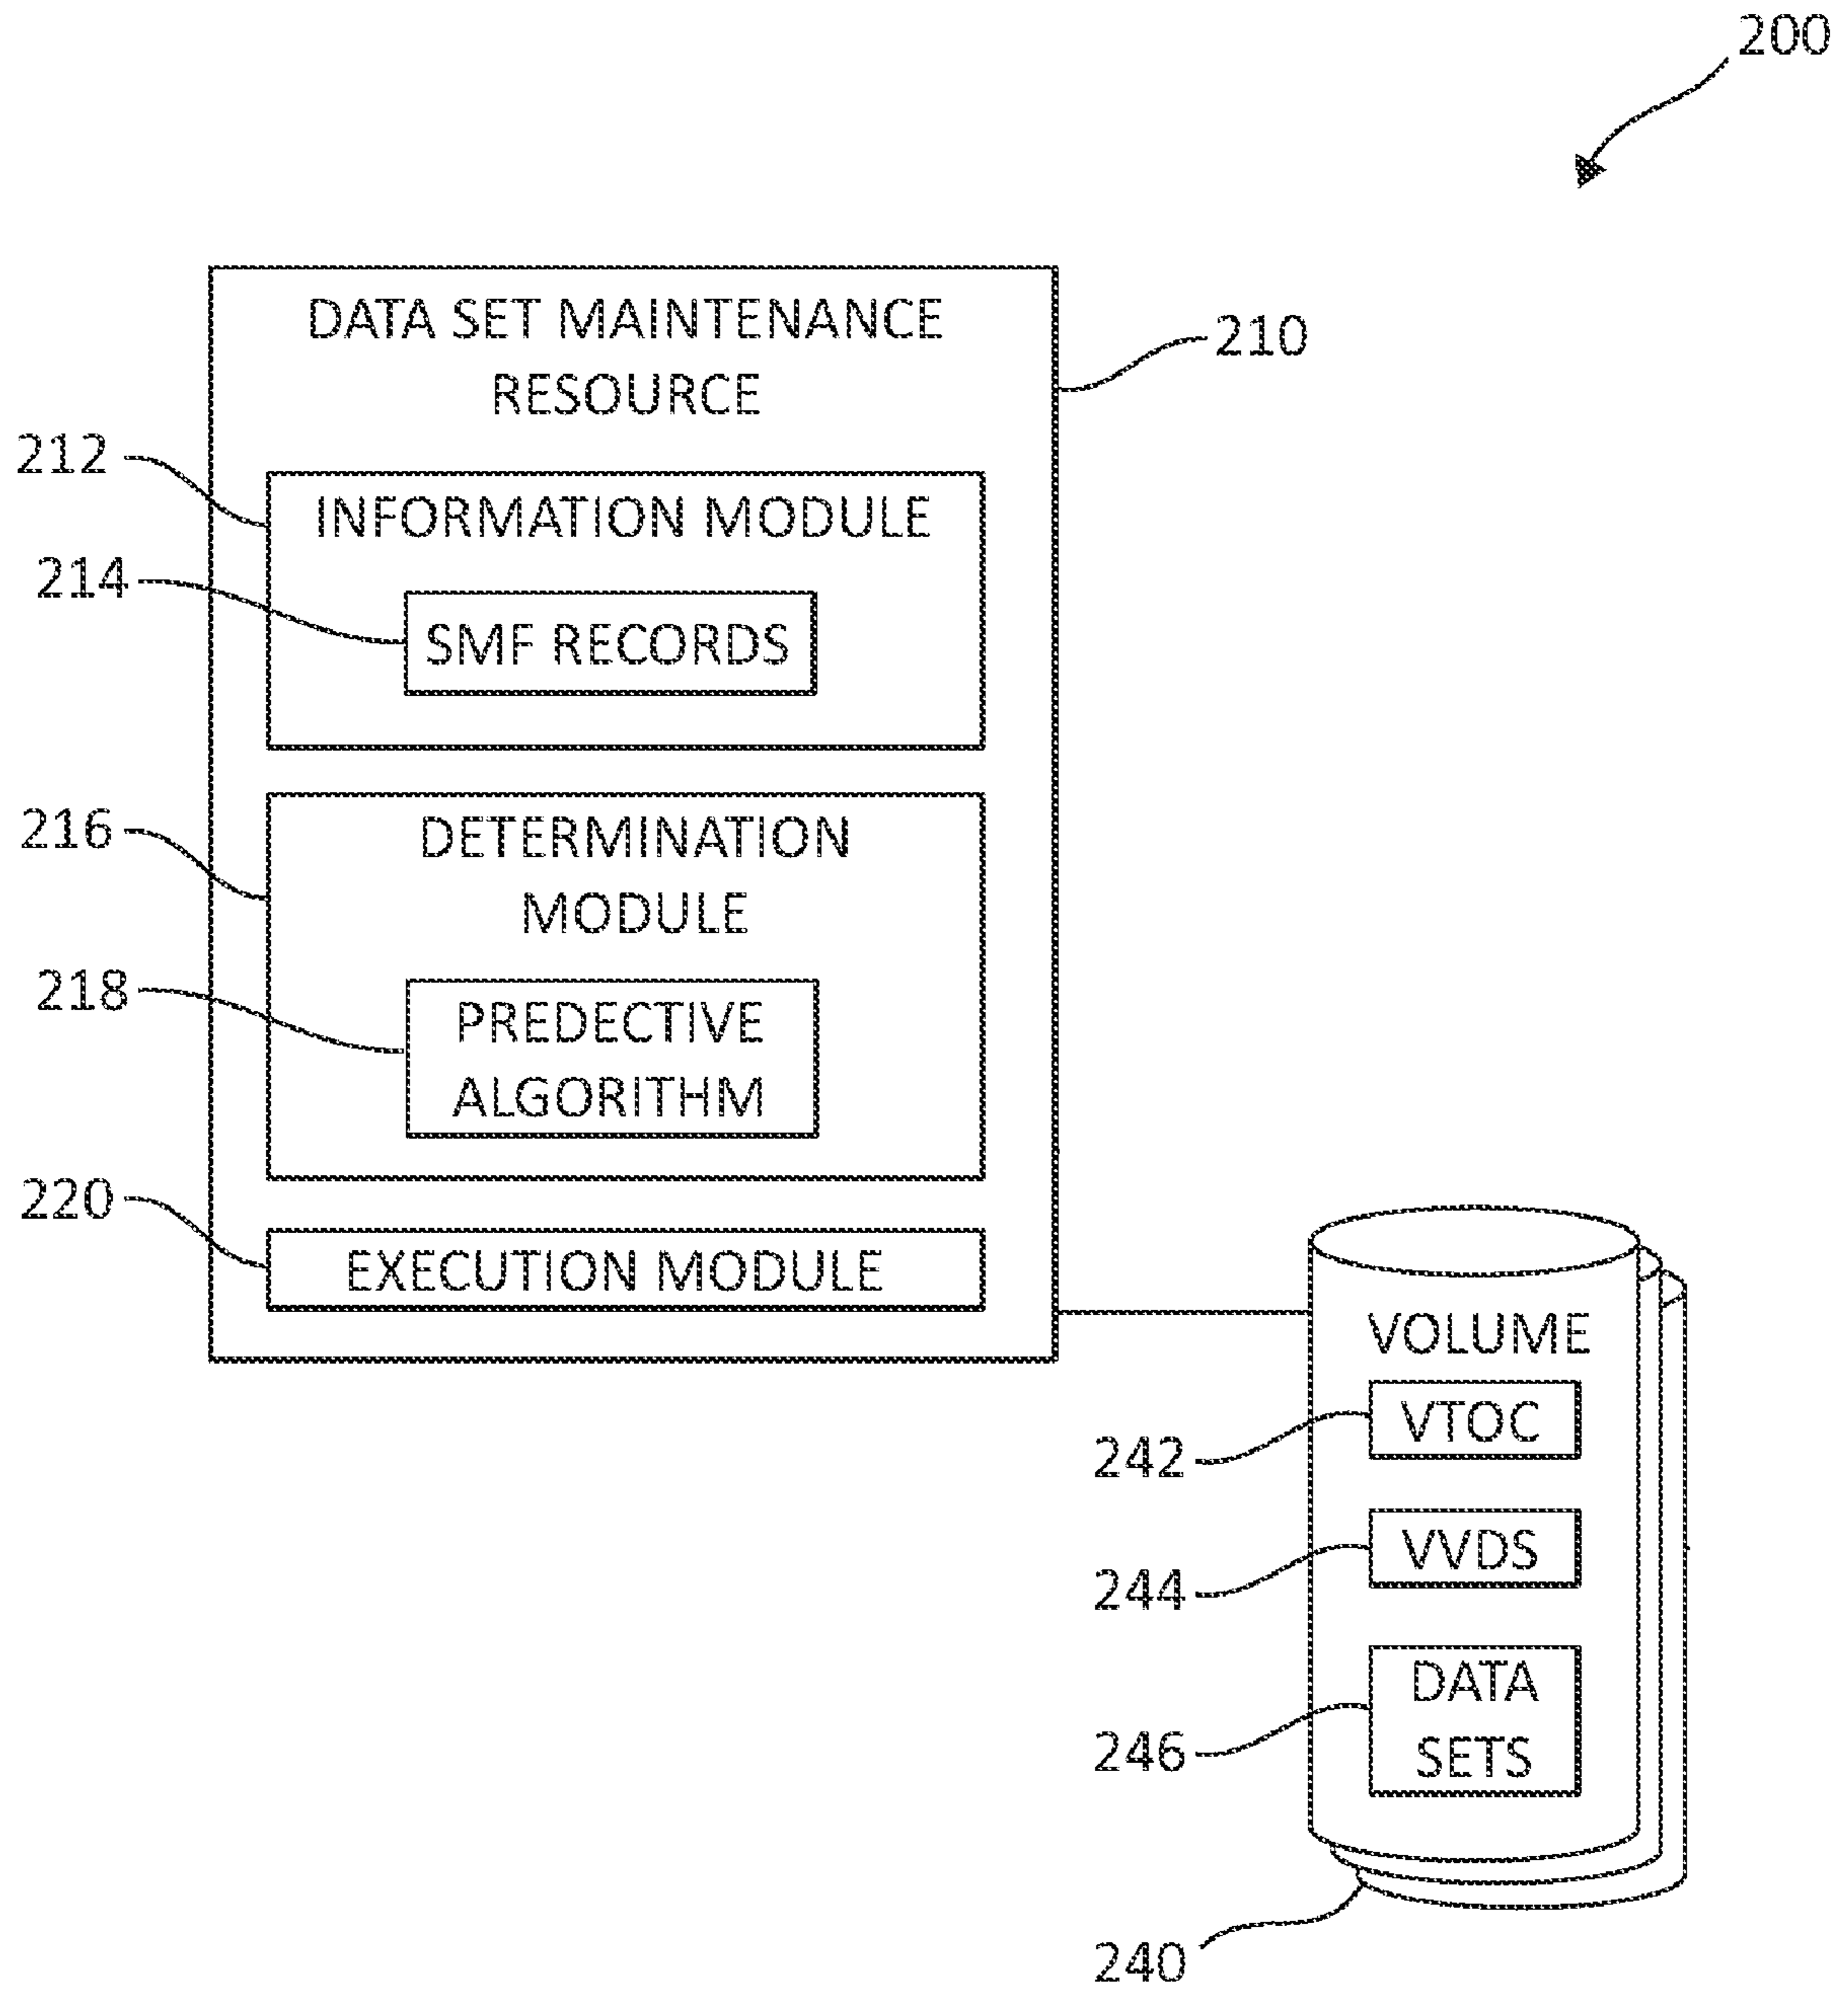 200
DATA SET MAINTENANCE
RESOURCE
210
212
INFORMATION MODULE
214
SMF RECORDS
216
DETERMINATION
MODULE
218
PREDECTIVE
ALGORITHM
220
EXECUTION MODULE
VOLUME
VTOC
242
VVDS
244
DATA
SETS
246
240